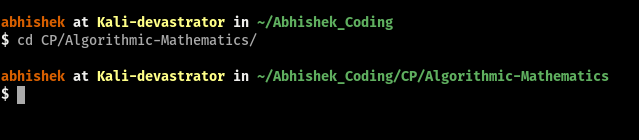 abhishek at Kali-devastrator in ~/Abhishek_Coding
$ cd CP/Algorithmic-Mathematics/
abhishek at Kali-devastrator in ~/Abhishek_Coding/CP/Algorithmic-Mathematics
$